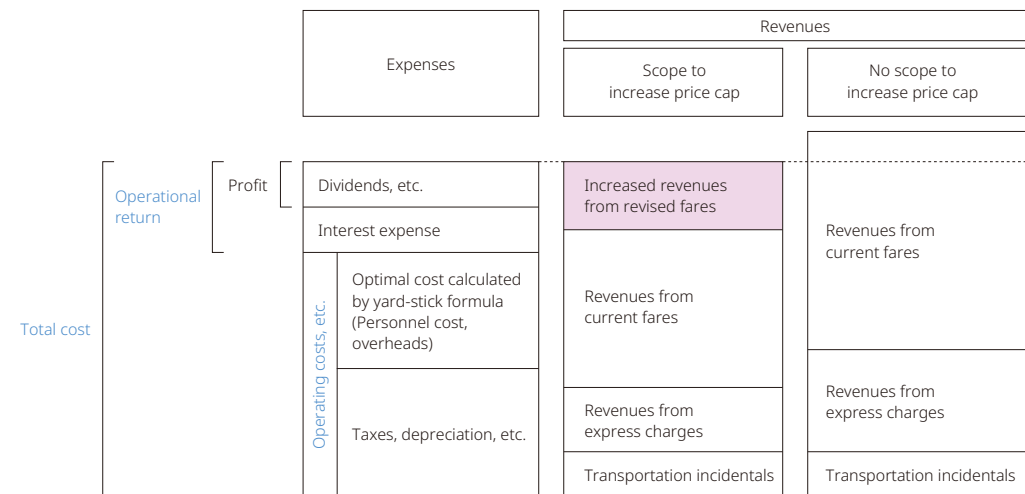 Expenses
Revenues
Scope to
increase price cap
No scope to
increase price cap
Total cost
Operational
return
Profit
Dividends, etc.
Interest expense
Operating costs, etc.
Optimal cost calculated
by yard-stick formula
(Personnel cost,
overheads)
Taxes, depreciation, etc.
Increased revenues
from revised fares
Revenues from
current fares
Revenues from
express charges
Transportation incidentals
Revenues from
current fares
Revenues from
express charges
Transportation incidentals